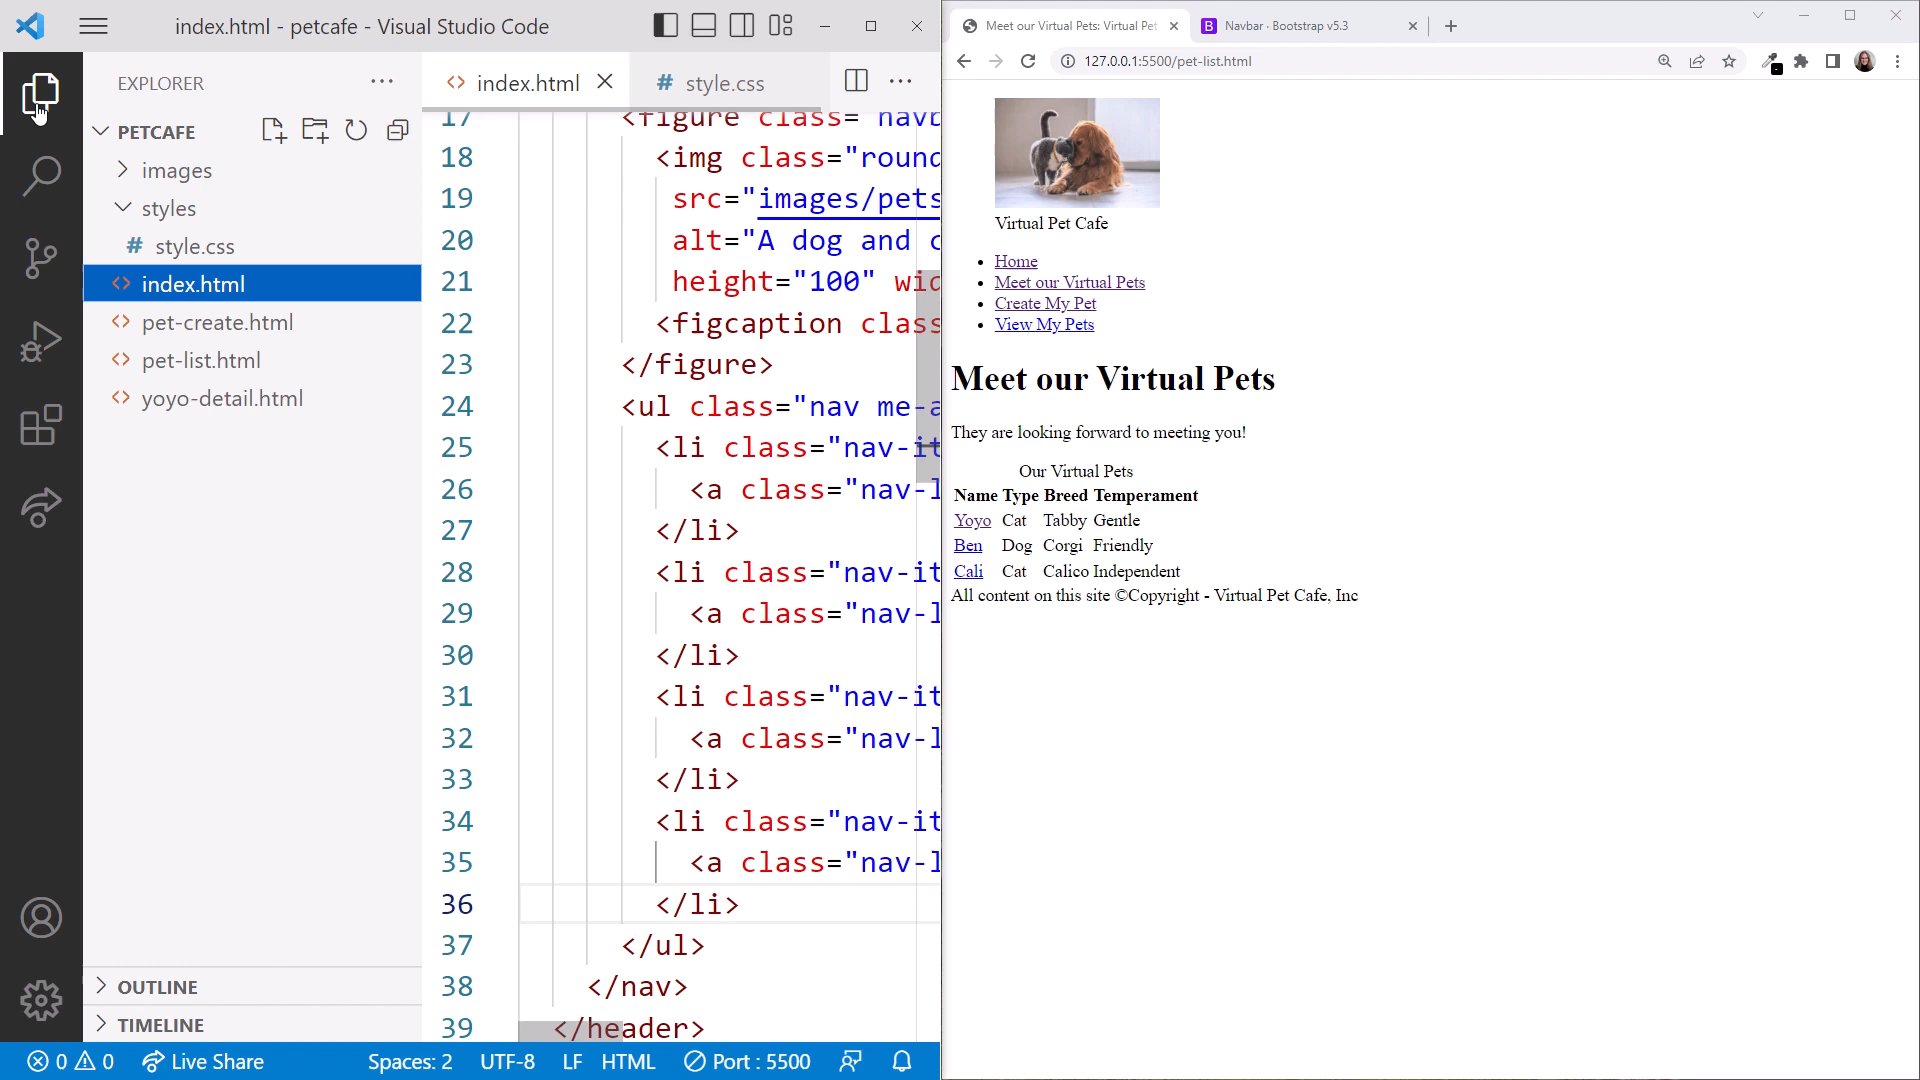 index.html - petcafe - Visual Studio Code
EXPLORER
PETCAFE
images
styles
# style.css
<> index.html
<> pet-create.html
<> pet-list.html
<> yoyo-detail.html
OUTLINE
TIMELINE
<> index.html
# style.css
17 <figure class="navb
18 <img class="round
19 src="images/pets
20 alt="A dog and c
21 height="100" wid
22 <figcaption class
23 </figure>
24 <ul class="nav me-a
25 <li class="nav-it
26 <a class="nav-l
27 </li>
28 <li class="nav-it
29 <a class="nav-l
30 </li>
31 <li class="nav-it
32 <a class="nav-l
33 </li>
34 <li class="nav-it
35 <a class="nav-l
36 </li>
37 </ul>
38 </nav>
39 </header>
0 0 Live Share Spaces: 2 UTF-8 LF HTML Port : 5500
Meet our Virtual Pets: Virtual Pet
B Navbar · Bootstrap v5.3
127.0.0.1:5500/pet-list.html
Virtual Pet Cafe
• Home
• Meet our Virtual Pets
• Create My Pet
• View My Pets
Meet our Virtual Pets
They are looking forward to meeting you!
Our Virtual Pets
Name Type Breed Temperament
Yoyo Cat Tabby Gentle
Ben Dog Corgi Friendly
Cali Cat Calico Independent
All content on this site ©Copyright - Virtual Pet Cafe, Inc